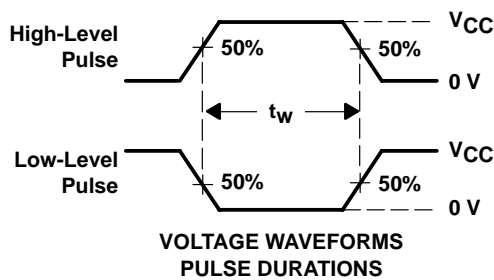 High-Level
Pulse
50%
50%
VCC
0 V
tw
Low-Level
Pulse
50%
50%
VCC
0 V
VOLTAGE WAVEFORMS
PULSE DURATIONS